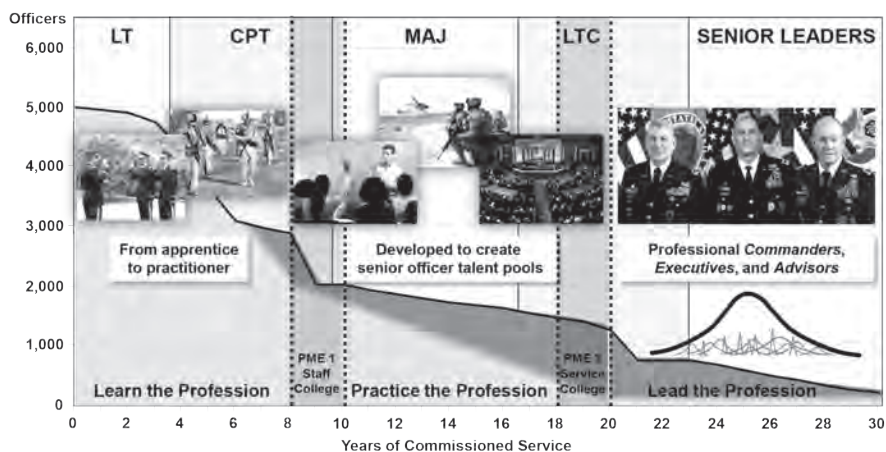 Officers
LT CPT MAJ LTC SENIOR LEADERS
6,000
5,000
4,000
3,000
2,000
1,000
0
From apprentice
to practitioner
Developed to create
senior officer talent pools
Professional Commanders,
Executives, and Advisors
PME 1
Staff
College
PME 2
Service
College
Learn the Profession
Practice the Profession
Lead the Profession
0 2 4 6 8 10 12 14 16 18 20 22 24 26 28 30
Years of Commissioned Service